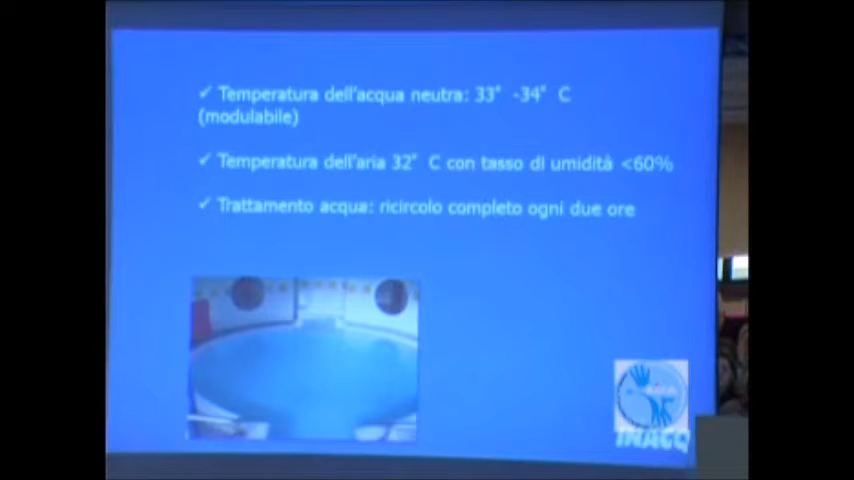 ✓ Temperatura dell'acqua neutra: 33° -34° C
(modulabile)
✓ Temperatura dell'aria 32° C con tasso di umidità <60%
✓ Trattamento acqua: ricircolo completo ogni due ore
INACQ